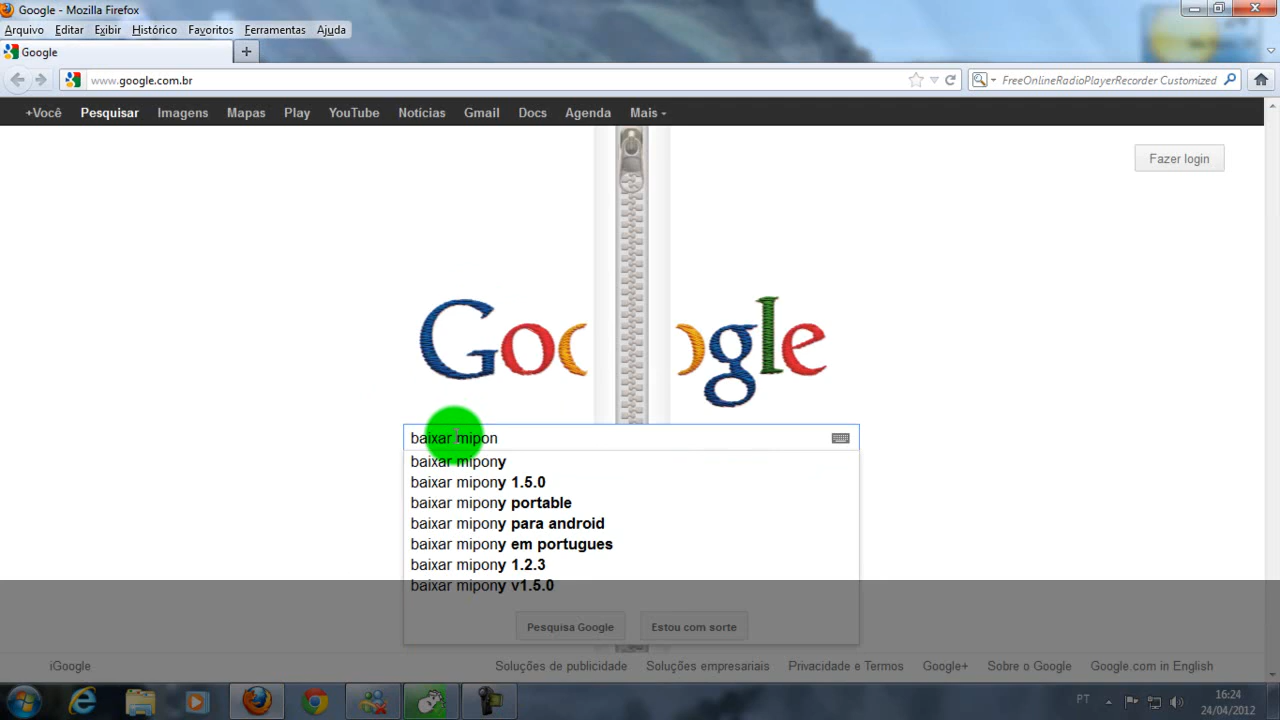 Google - Mozilla Firefox
Arquivo Editar Exibir Histórico Favoritos Ferramentas Ajuda
Google
www.google.com.br
FreeOnlineRadioPlayerRecorder Customized
+Você Pesquisar Imagens Mapas Play YouTube Notícias Gmail Docs Agenda Mais
Fazer login
Google
baixar mipon
baixar mipony
baixar mipony 1.5.0
baixar mipony portable
baixar mipony para android
baixar mipony em portugues
baixar mipony 1.2.3
baixar mipony v1.5.0
Pesquisa Google Estou com sorte
iGoogle Soluções de publicidade Soluções empresariais Privacidade e Termos Google+ Sobre o Google Google.com in English
PT 16:24
24/04/2012